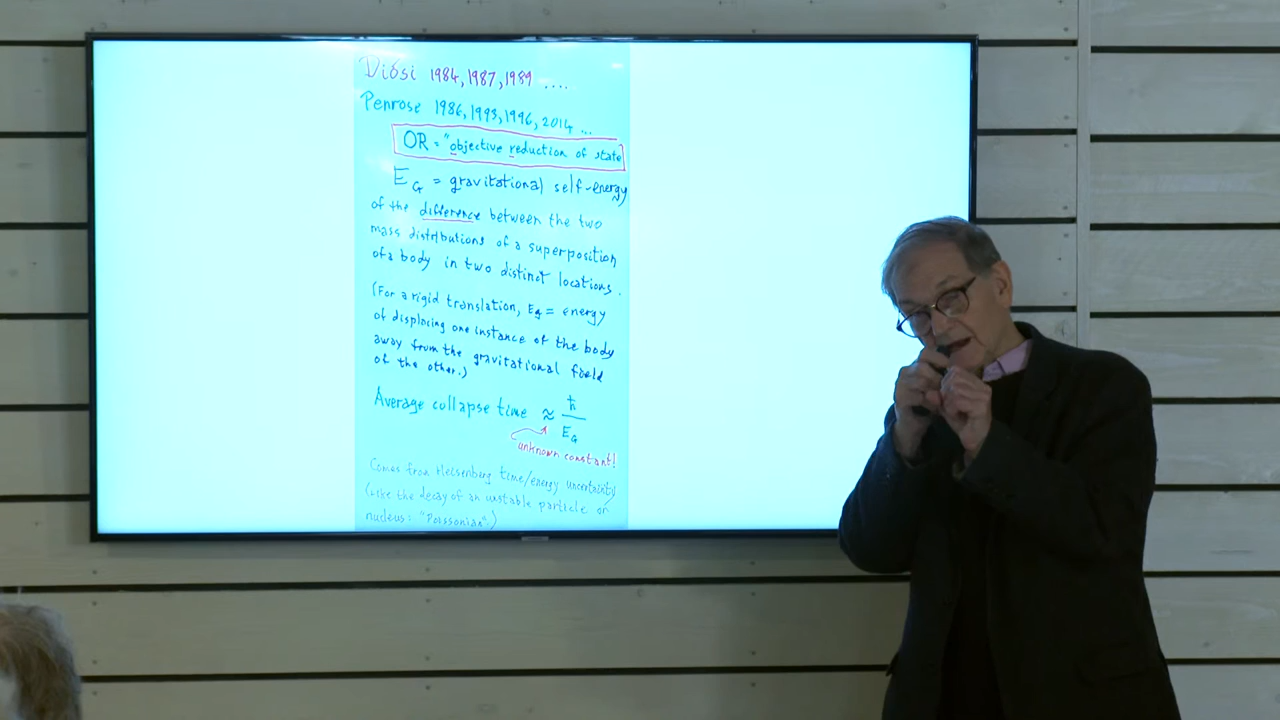 Diósi 1984, 1987, 1989 ....
Penrose 1986, 1993, 1996, 2014 ...
OR = "objective reduction of state
E_G = gravitational self-energy
of the difference between the two
mass distributions of a superposition
of a body in two distinct locations.
(For a rigid translation, E_G = energy
of displacing one instance of the body
away from the gravitational field
of the other.)
Average collapse time ≈ ħ / E_G
unknown constant!
Comes from Heisenberg time/energy uncertainty
(Like the decay of an unstable particle or
nucleus: "Poissonian".)